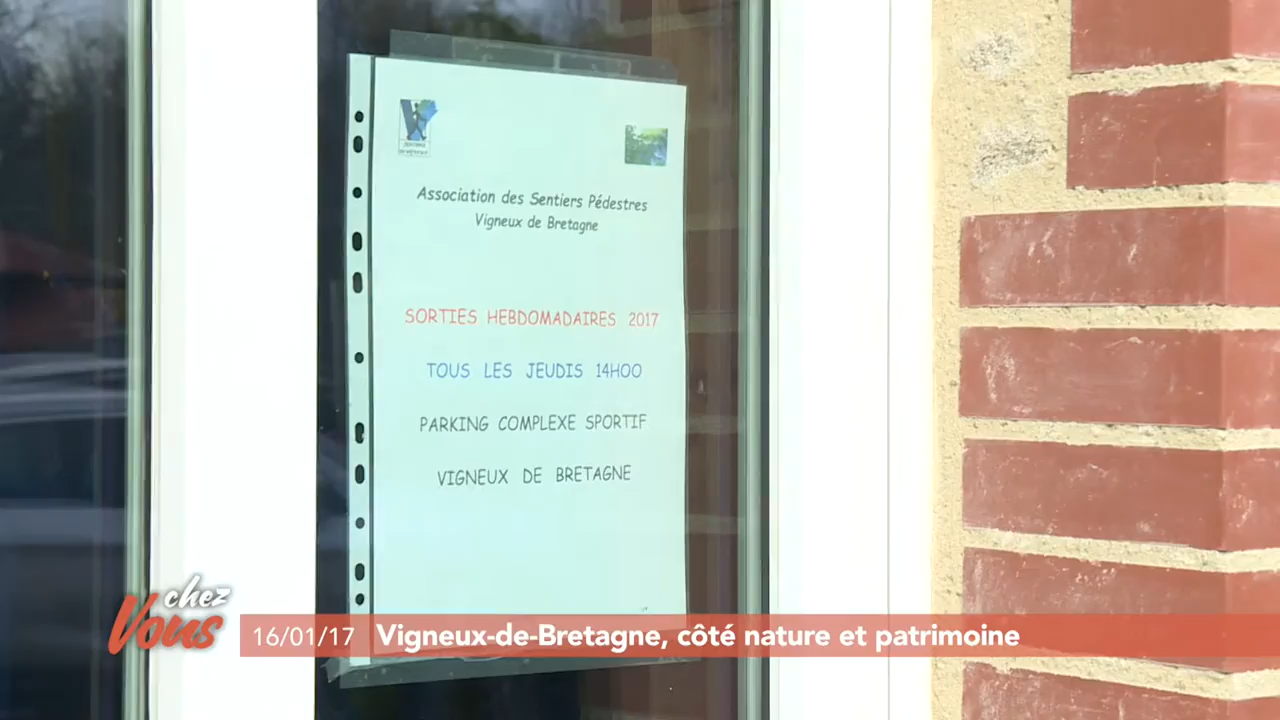 Association des Sentiers Pédestres
Vigneux de Bretagne
SORTIES HEBDOMADAIRES 2017
TOUS LES JEUDIS 14H00
PARKING COMPLEXE SPORTIF
VIGNEUX DE BRETAGNE
chez
Vous
16/01/17 Vigneux-de-Bretagne, côté nature et patrimoine